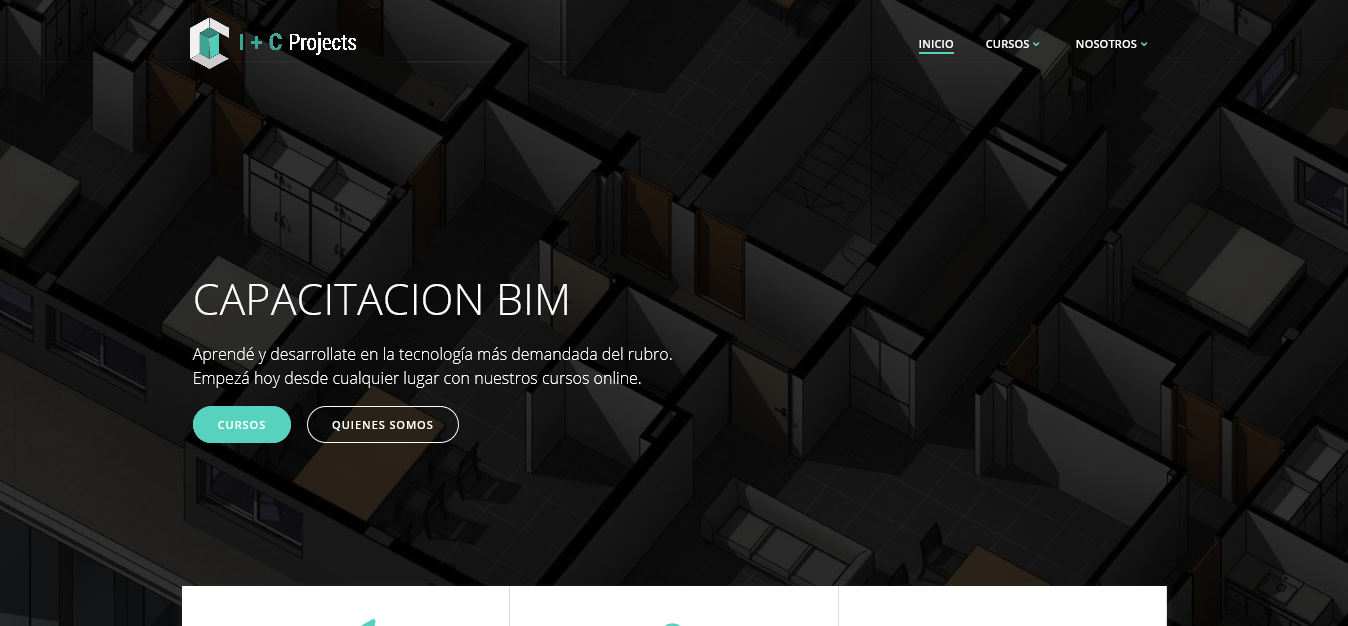 I + C Projects
INICIO
CURSOS
NOSOTROS
CAPACITACION BIM
Aprendé y desarrollate en la tecnología más demandada del rubro.
Empezá hoy desde cualquier lugar con nuestros cursos online.
CURSOS
QUIENES SOMOS